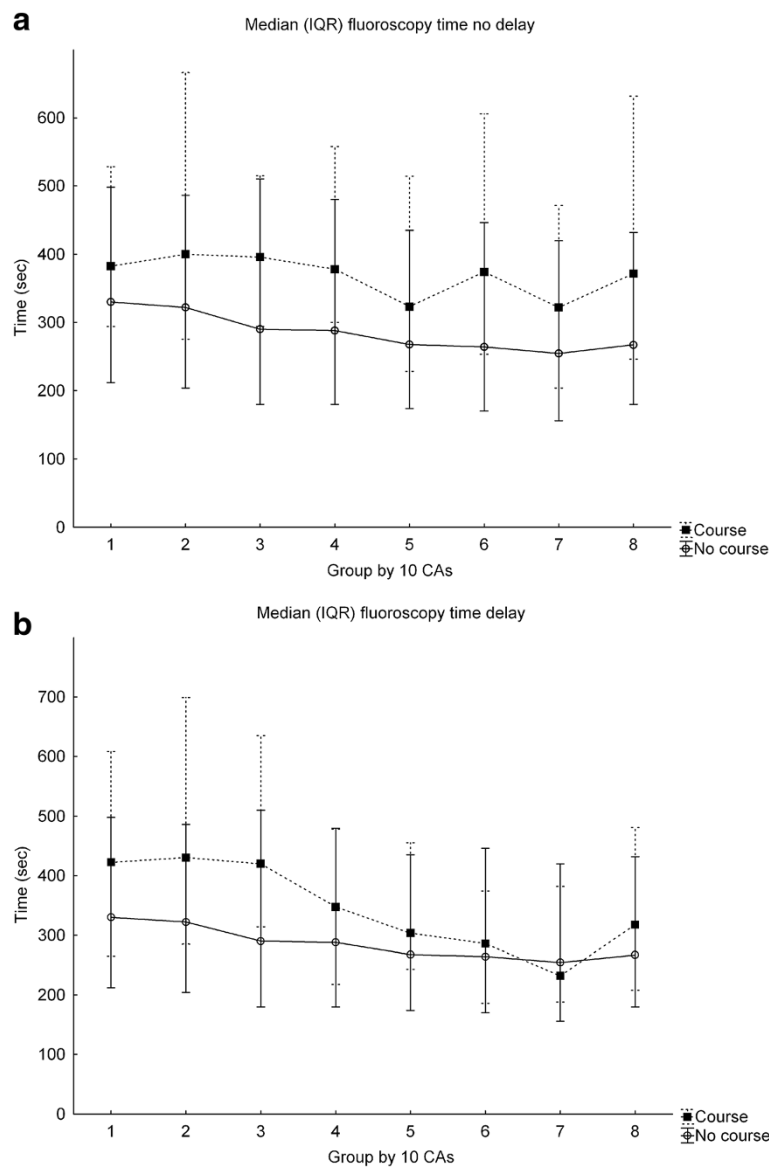 a
Median (IQR) fluoroscopy time no delay
Time (sec)
600
500
400
300
200
100
0
1 2 3 4 5 6 7 8
Group by 10 CAs
Course
No course
b
Median (IQR) fluoroscopy time delay
Time (sec)
700
600
500
400
300
200
100
0
1 2 3 4 5 6 7 8
Group by 10 CAs
Course
No course